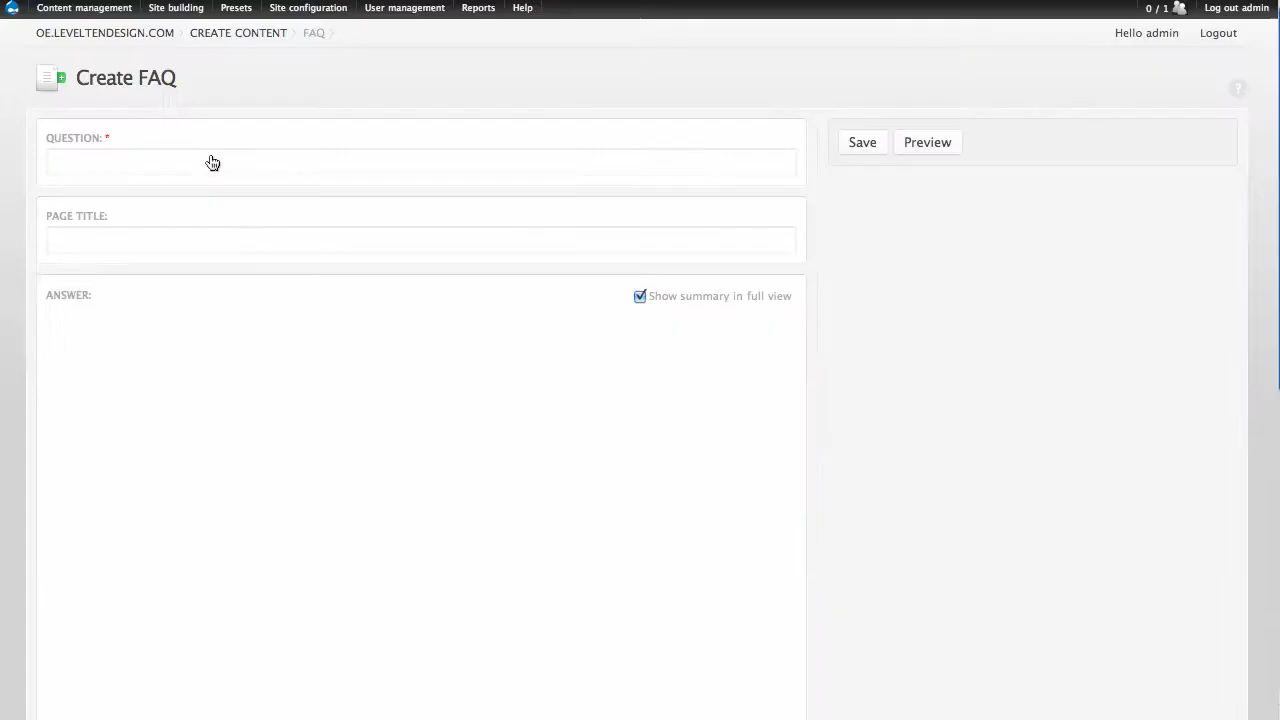 Content management Site building Presets Site configuration User management Reports Help 0 / 1 Log out admin
OE.LEVELTENDESIGN.COM CREATE CONTENT FAQ Hello admin Logout
Create FAQ
?
QUESTION: *
Save Preview
PAGE TITLE:
ANSWER: Show summary in full view